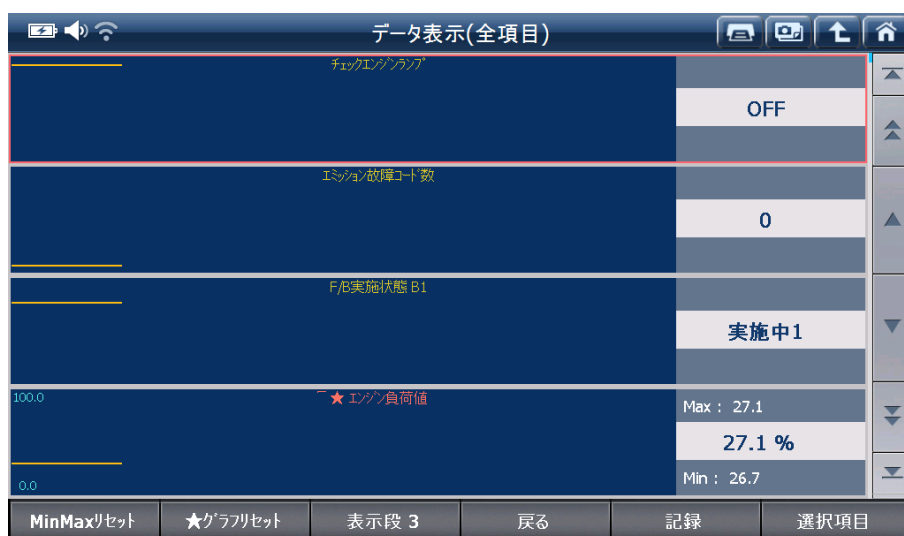 データ表示(全項目)
チェックエンジンランプ
OFF
エミッション故障コード数
0
F/B実施状態 B1
実施中1
100.0
★ エンジン負荷値
Max : 27.1
27.1 %
Min : 26.7
0.0
MinMaxリセット
★グラフリセット
表示段 3
戻る
記録
選択項目